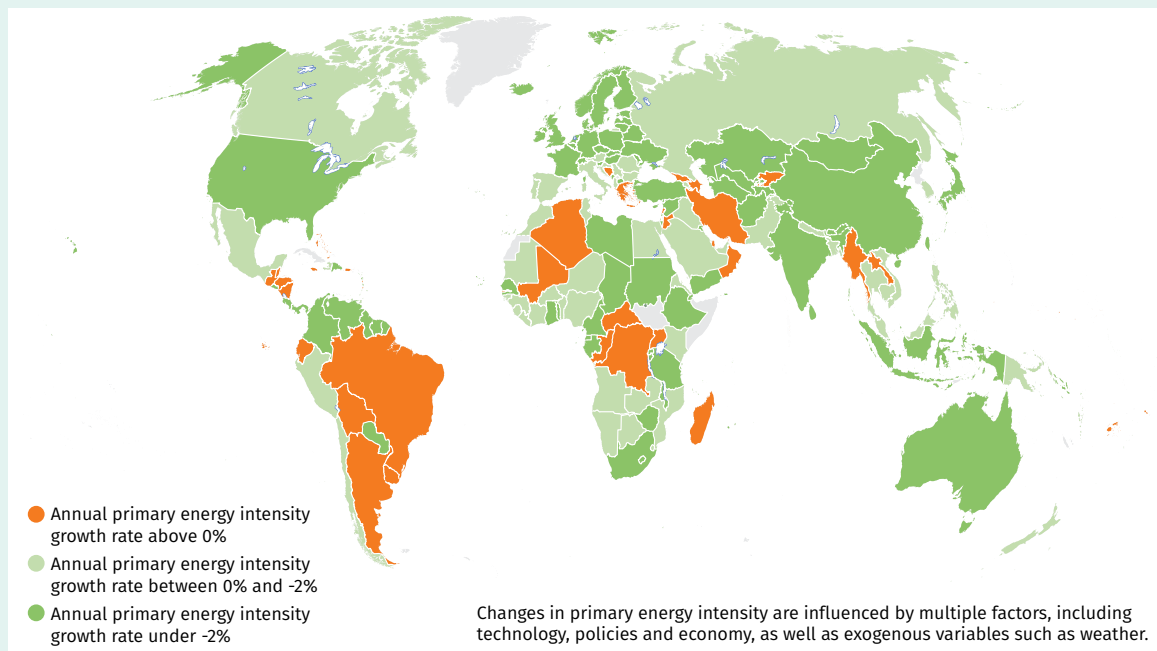 Annual primary energy intensity
growth rate above 0%
Annual primary energy intensity
growth rate between 0% and -2%
Annual primary energy intensity
growth rate under -2%
Changes in primary energy intensity are influenced by multiple factors, including
technology, policies and economy, as well as exogenous variables such as weather.